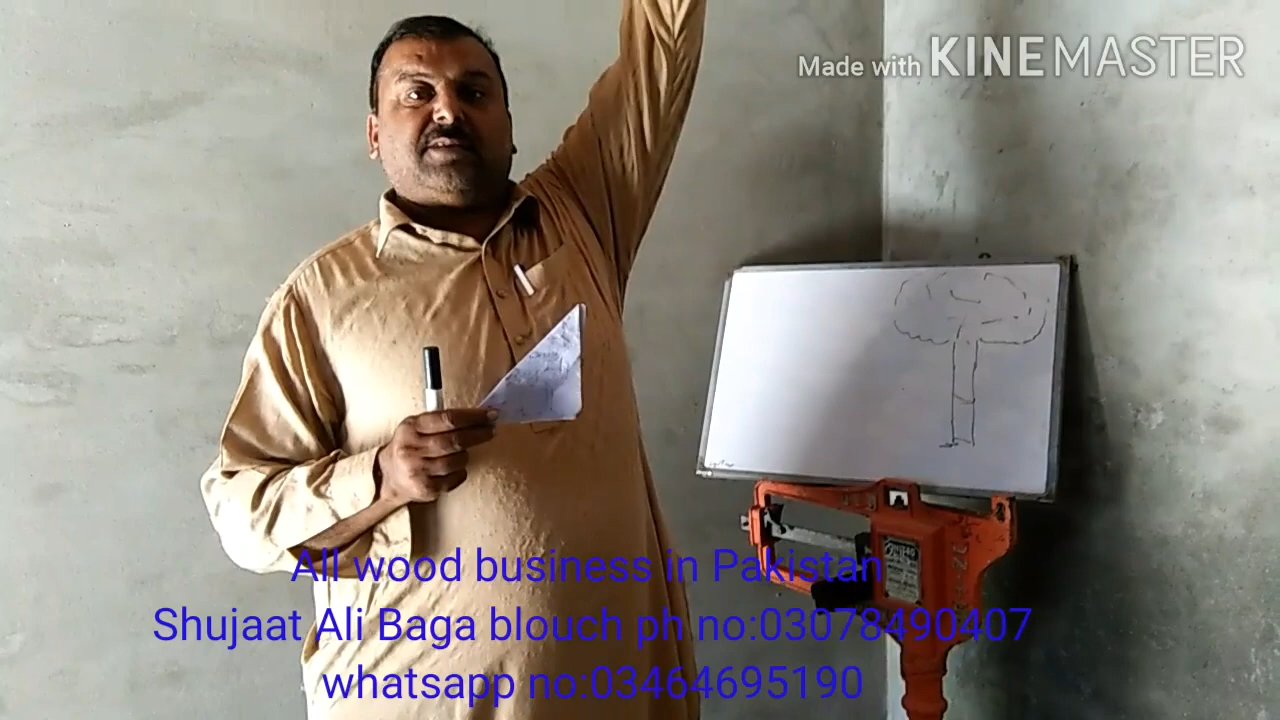 Made with KINEMASTER
All wood business in Pakistan
Shujaat Ali Baga blouch ph no:03078490407
whatsapp no:03464695190